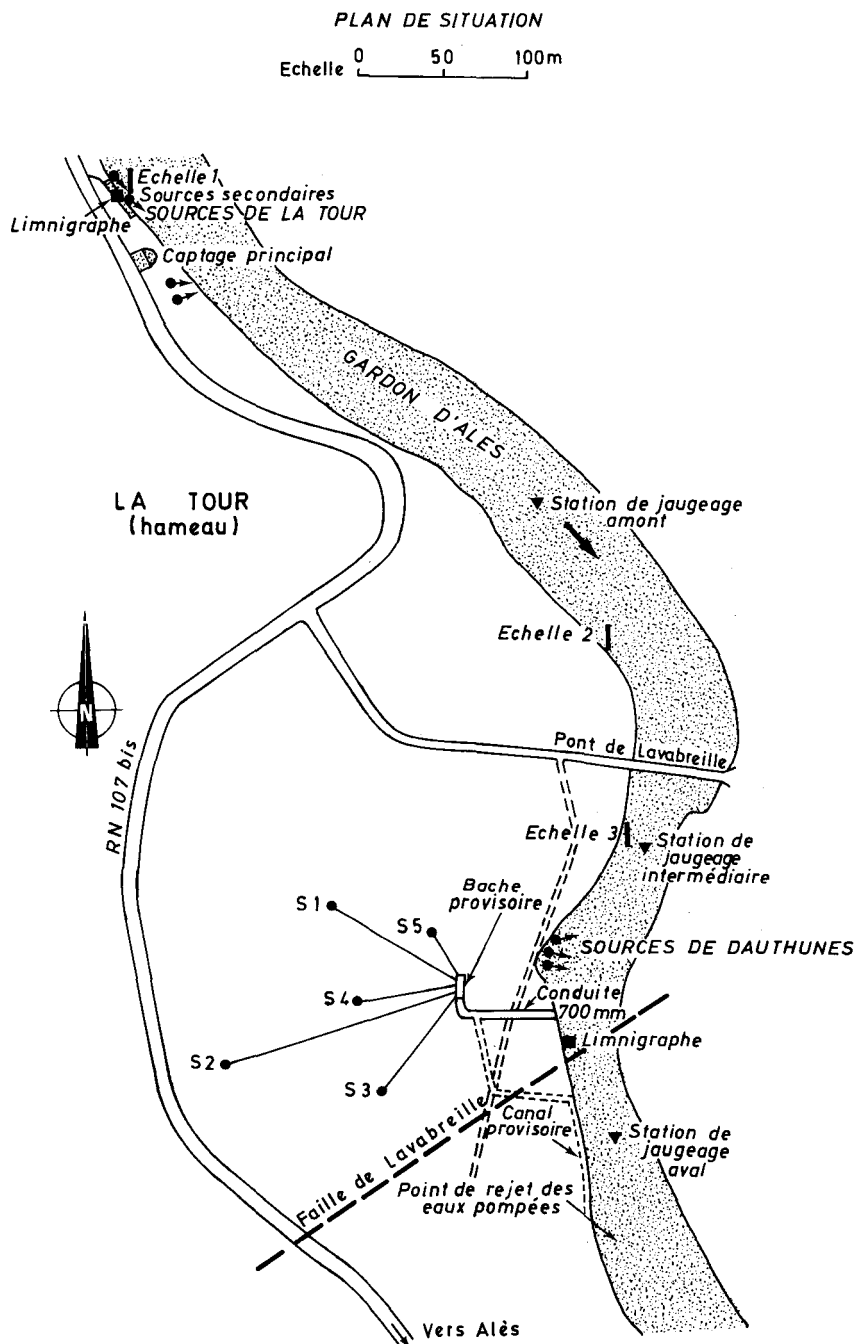 PLAN DE SITUATION
0 50 100m
Echelle
Echelle 1
Sources secondaires
SOURCES DE LA TOUR
Limnigraphe
Captage principal
GARDON D'ALES
LA TOUR
(hameau)
Station de jaugeage
amont
Echelle 2
N
Pont de Lavabreille
RN 107 bis
Echelle 3
Station de
jaugeage
intermédiaire
Bache
provisoire
S1
S5
SOURCES DE DAUTHUNES
S4
Conduite
700mm
Limnigraphe
S2
S3
Faille de Lavabreille
Canal
provisoire
Station de
jaugeage
aval
Point de rejet des
eaux pompées
Vers Alès